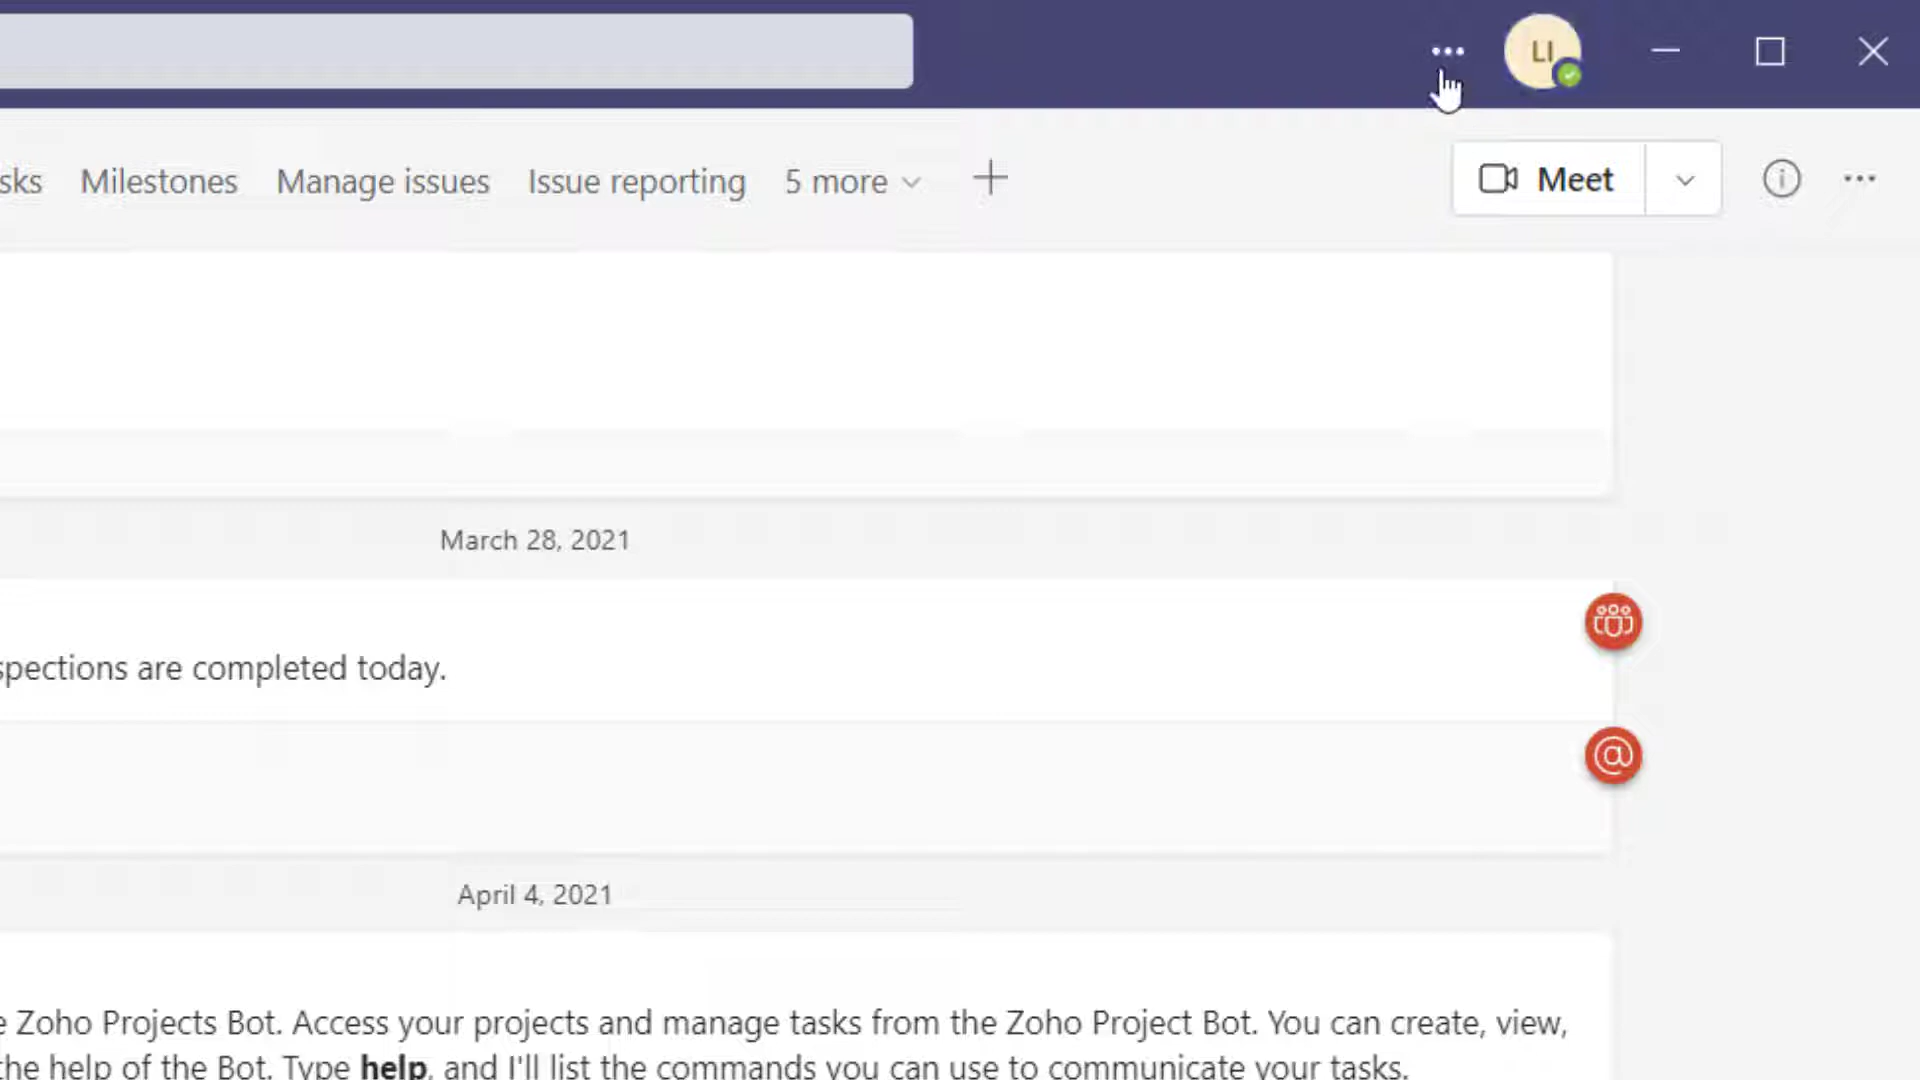 LI
sks Milestones Manage issues Issue reporting 5 more Meet
March 28, 2021
spections are completed today.
April 4, 2021
e Zoho Projects Bot. Access your projects and manage tasks from the Zoho Project Bot. You can create, view,
the help of the Bot. Type help, and I'll list the commands you can use to communicate your tasks.